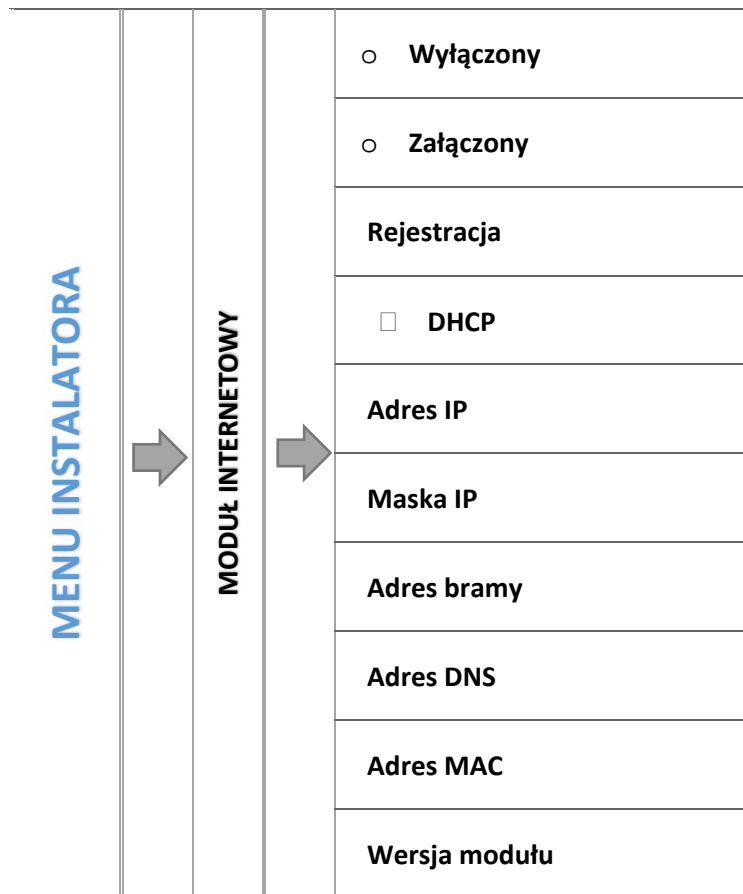 MENU INSTALATORA
MODUŁ INTERNETOWY
o Wyłączony
o Załączony
Rejestracja
□ DHCP
Adres IP
Maska IP
Adres bramy
Adres DNS
Adres MAC
Wersja modułu